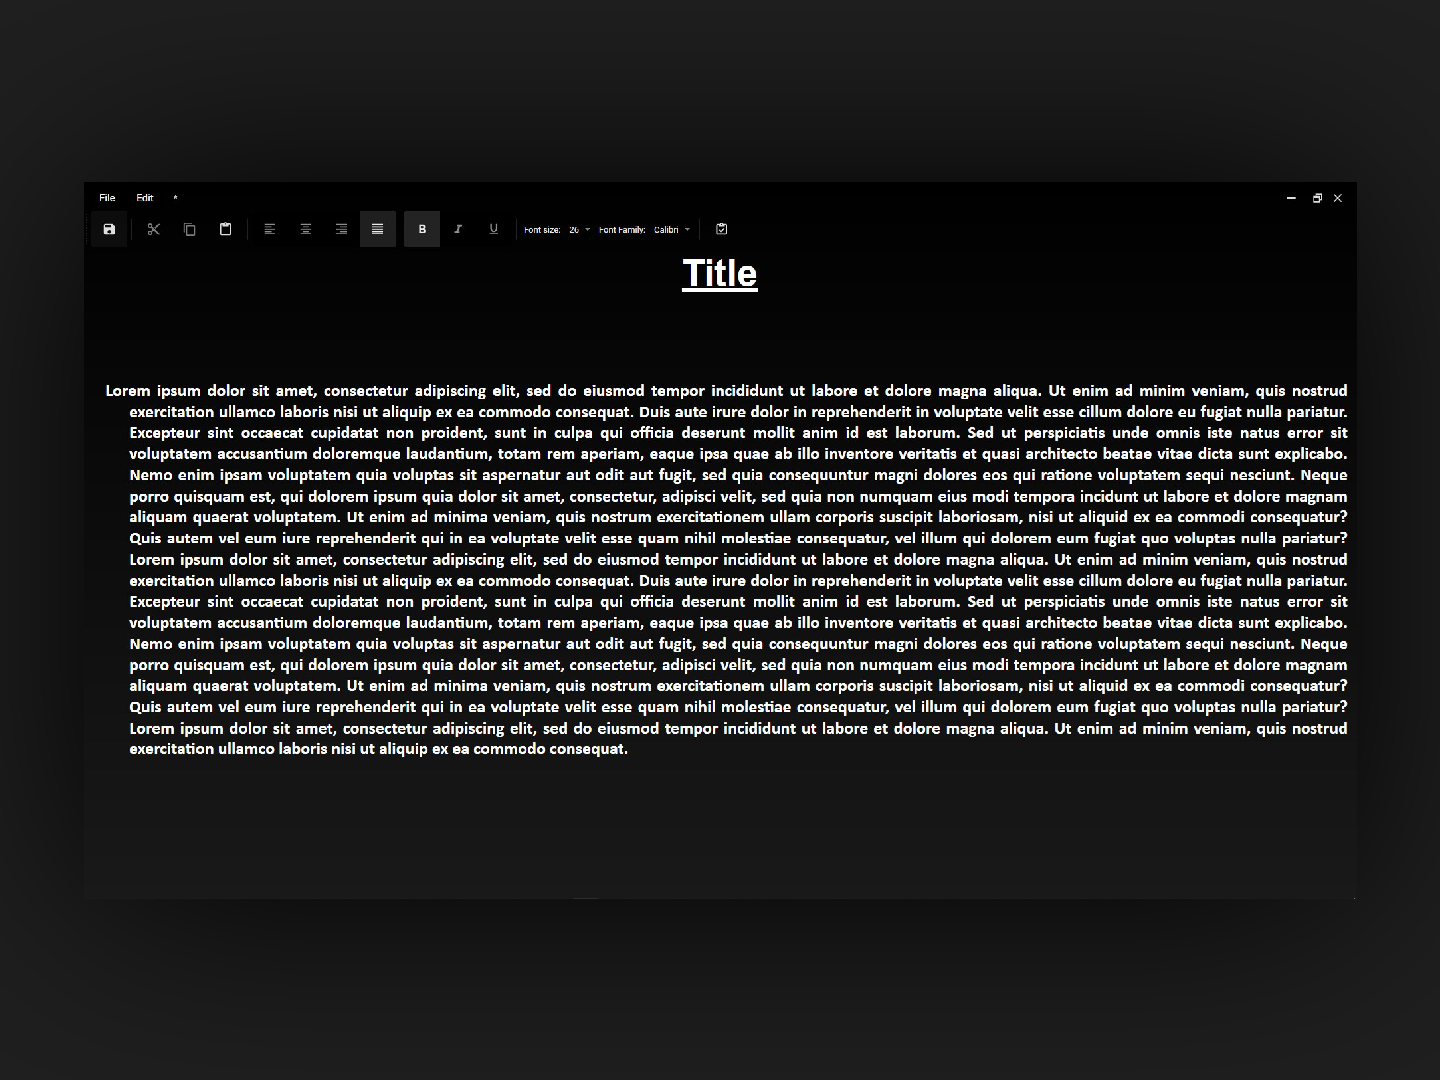 File Edit *
B I U Font size: 26 Font Family: Calibri
Title
Lorem ipsum dolor sit amet, consectetur adipiscing elit, sed do eiusmod tempor incididunt ut labore et dolore magna aliqua. Ut enim ad minim veniam, quis nostrud
exercitation ullamco laboris nisi ut aliquip ex ea commodo consequat. Duis aute irure dolor in reprehenderit in voluptate velit esse cillum dolore eu fugiat nulla pariatur.
Excepteur sint occaecat cupidatat non proident, sunt in culpa qui officia deserunt mollit anim id est laborum. Sed ut perspiciatis unde omnis iste natus error sit
voluptatem accusantium doloremque laudantium, totam rem aperiam, eaque ipsa quae ab illo inventore veritatis et quasi architecto beatae vitae dicta sunt explicabo.
Nemo enim ipsam voluptatem quia voluptas sit aspernatur aut odit aut fugit, sed quia consequuntur magni dolores eos qui ratione voluptatem sequi nesciunt. Neque
porro quisquam est, qui dolorem ipsum quia dolor sit amet, consectetur, adipisci velit, sed quia non numquam eius modi tempora incidunt ut labore et dolore magnam
aliquam quaerat voluptatem. Ut enim ad minima veniam, quis nostrum exercitationem ullam corporis suscipit laboriosam, nisi ut aliquid ex ea commodi consequatur?
Quis autem vel eum iure reprehenderit qui in ea voluptate velit esse quam nihil molestiae consequatur, vel illum qui dolorem eum fugiat quo voluptas nulla pariatur?
Lorem ipsum dolor sit amet, consectetur adipiscing elit, sed do eiusmod tempor incididunt ut labore et dolore magna aliqua. Ut enim ad minim veniam, quis nostrud
exercitation ullamco laboris nisi ut aliquip ex ea commodo consequat. Duis aute irure dolor in reprehenderit in voluptate velit esse cillum dolore eu fugiat nulla pariatur.
Excepteur sint occaecat cupidatat non proident, sunt in culpa qui officia deserunt mollit anim id est laborum. Sed ut perspiciatis unde omnis iste natus error sit
voluptatem accusantium doloremque laudantium, totam rem aperiam, eaque ipsa quae ab illo inventore veritatis et quasi architecto beatae vitae dicta sunt explicabo.
Nemo enim ipsam voluptatem quia voluptas sit aspernatur aut odit aut fugit, sed quia consequuntur magni dolores eos qui ratione voluptatem sequi nesciunt. Neque
porro quisquam est, qui dolorem ipsum quia dolor sit amet, consectetur, adipisci velit, sed quia non numquam eius modi tempora incidunt ut labore et dolore magnam
aliquam quaerat voluptatem. Ut enim ad minima veniam, quis nostrum exercitationem ullam corporis suscipit laboriosam, nisi ut aliquid ex ea commodi consequatur?
Quis autem vel eum iure reprehenderit qui in ea voluptate velit esse quam nihil molestiae consequatur, vel illum qui dolorem eum fugiat quo voluptas nulla pariatur?
Lorem ipsum dolor sit amet, consectetur adipiscing elit, sed do eiusmod tempor incididunt ut labore et dolore magna aliqua. Ut enim ad minim veniam, quis nostrud
exercitation ullamco laboris nisi ut aliquip ex ea commodo consequat.